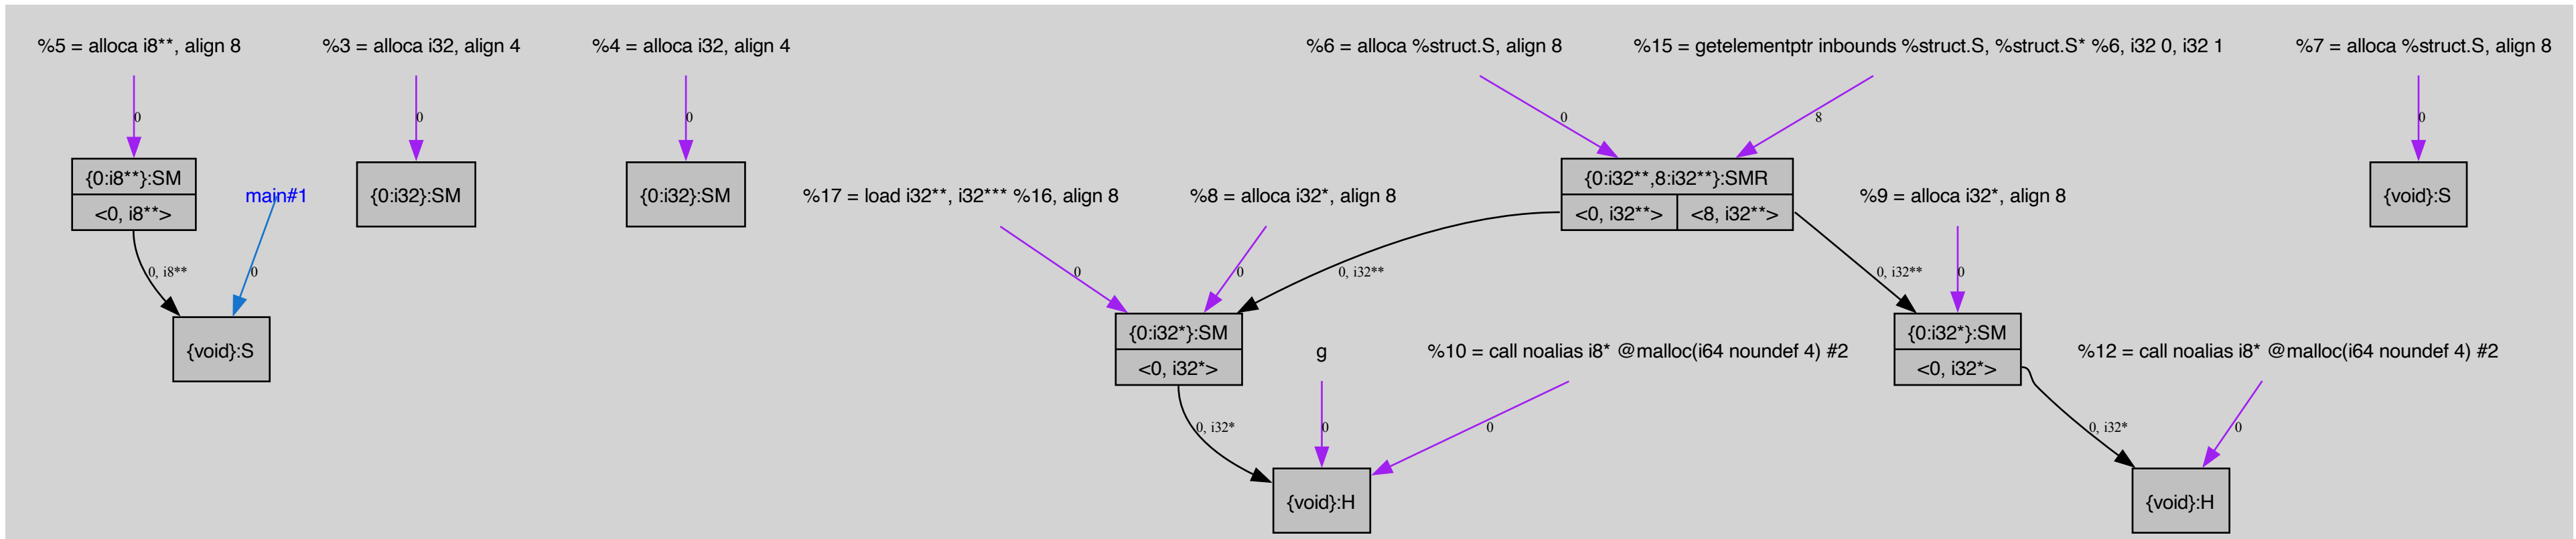 %5 = alloca i8**, align 8
%3 = alloca i32, align 4
%4 = alloca i32, align 4
%6 = alloca %struct.S, align 8
%15 = getelementptr inbounds %struct.S, %struct.S* %6, i32 0, i32 1
%7 = alloca %struct.S, align 8
0
0
0
0
8
0
{0:i8**}:SM
<0, i8**>
main#1
{0:i32}:SM
{0:i32}:SM
%17 = load i32**, i32*** %16, align 8
%8 = alloca i32*, align 8
{0:i32**,8:i32**}:SMR
<0, i32**>
<8, i32**>
%9 = alloca i32*, align 8
{void}:S
0, i8**
0
0
0
0, i32**
0, i32**
0
{void}:S
{0:i32*}:SM
<0, i32*>
g
%10 = call noalias i8* @malloc(i64 noundef 4) #2
{0:i32*}:SM
<0, i32*>
%12 = call noalias i8* @malloc(i64 noundef 4) #2
0, i32*
0
0
0, i32*
0
{void}:H
{void}:H